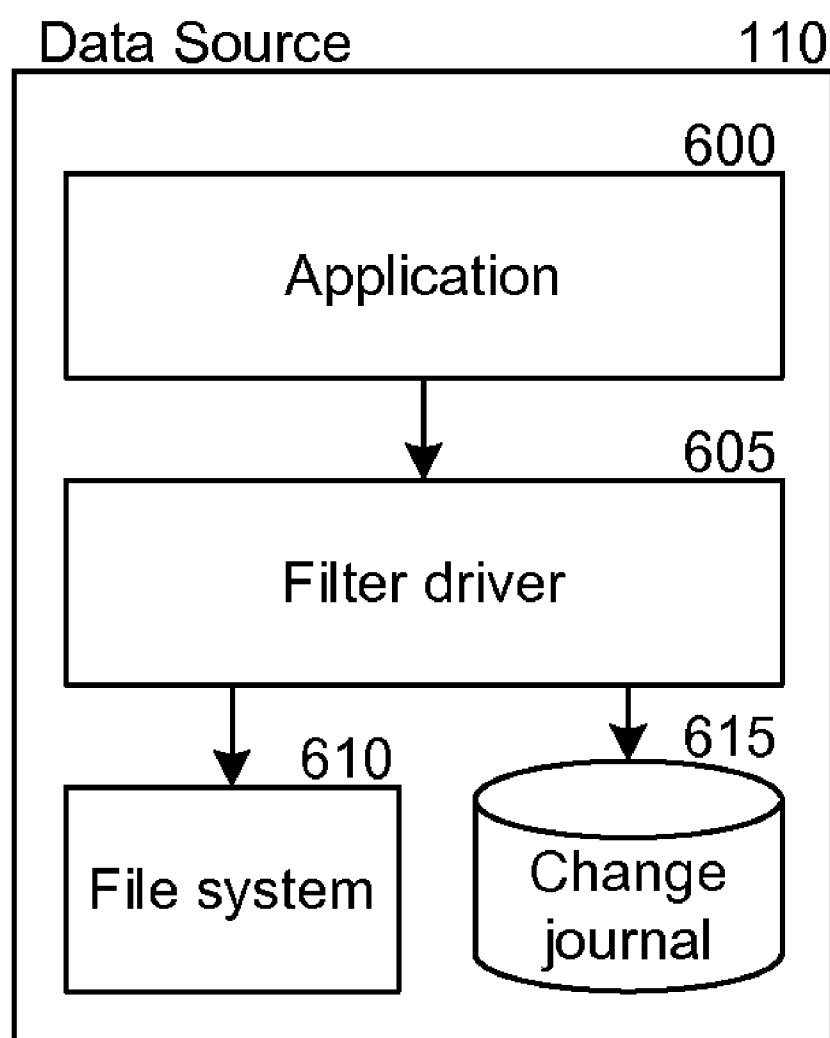 Data Source 110
600
Application
605
Filter driver
610
615
File system
Change
journal